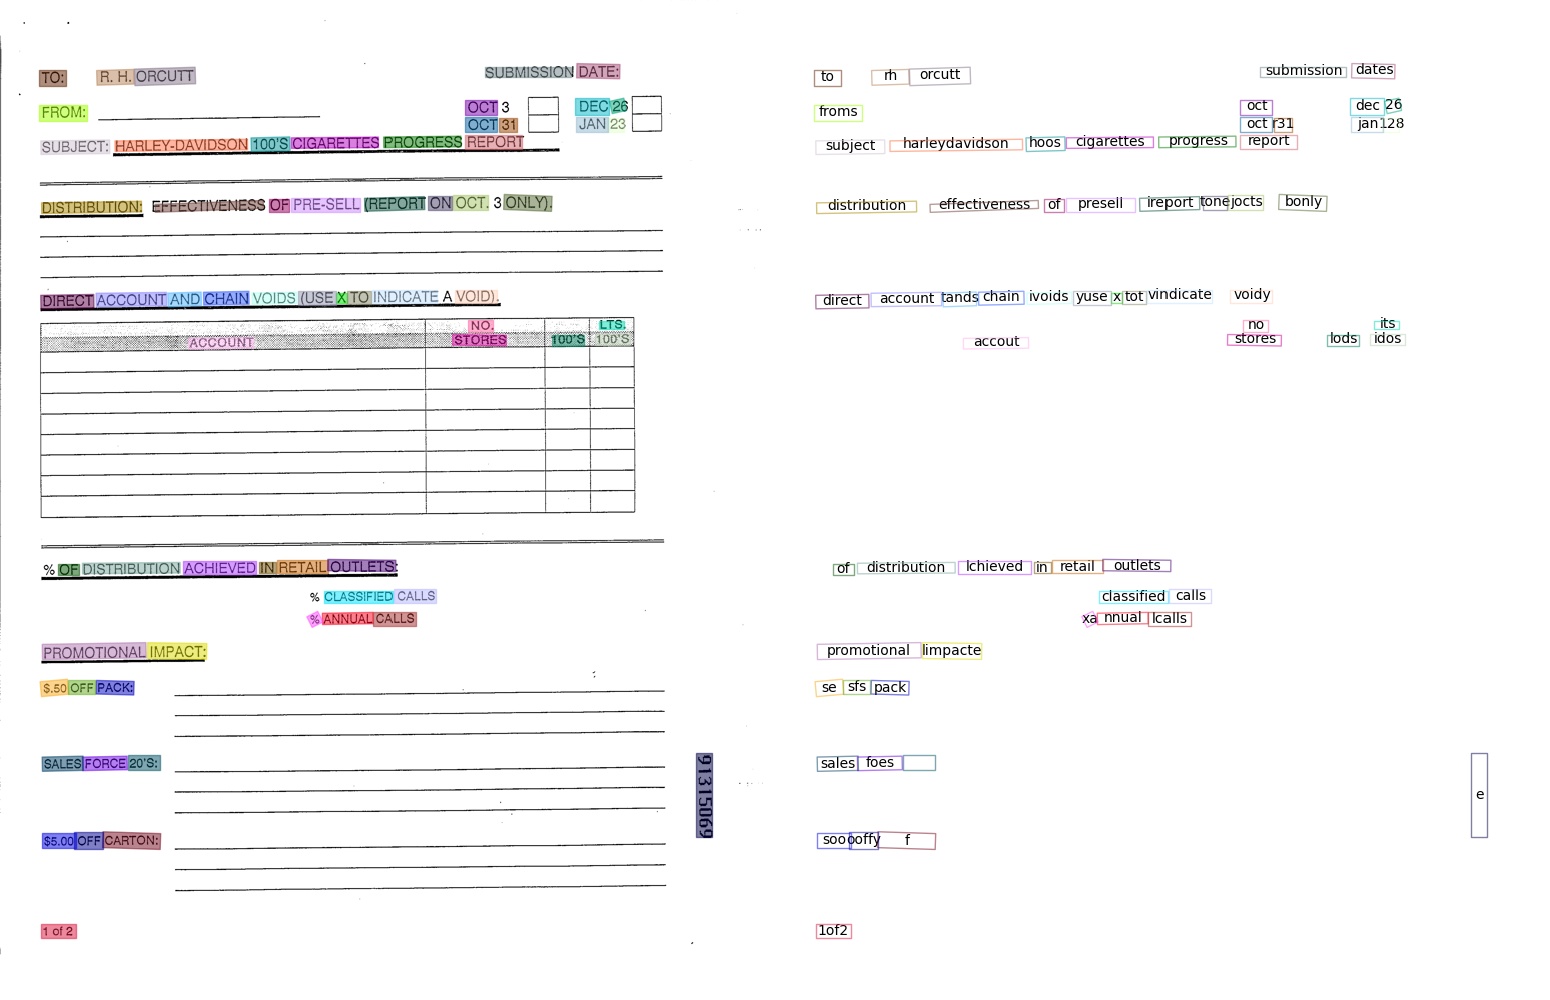 TO: R. H. ORCUTT SUBMISSION DATE:
FROM: OCT 3 DEC 26
OCT 31 JAN 23
SUBJECT: HARLEY-DAVIDSON 100'S CIGARETTES PROGRESS REPORT
DISTRIBUTION: EFFECTIVENESS OF PRE-SELL (REPORT ON OCT. 3 ONLY).
DIRECT ACCOUNT AND CHAIN VOIDS (USE X TO INDICATE A VOID).
NO. LTS.
ACCOUNT STORES 100'S 100'S
% OF DISTRIBUTION ACHIEVED IN RETAIL OUTLETS:
% CLASSIFIED CALLS
% ANNUAL CALLS
PROMOTIONAL IMPACT:
$.50 OFF PACK:
SALES FORCE 20'S:
$5.00 OFF CARTON:
91315069
1 of 2
to rh orcutt submission dates
froms oct dec 26
oct r31 jan 128
subject harleydavidson hoos cigarettes progress report
distribution effectiveness of presell ireport tone jocts bonly
direct account tands chain ivoids yuse x tot vindicate voidy
no its
accout stores lods idos
of distribution lchieved in retail outlets
classified calls
xa nnual lcalls
promotional limpacte
se sfs pack
sales foes
e
soo ooffy f
1of2